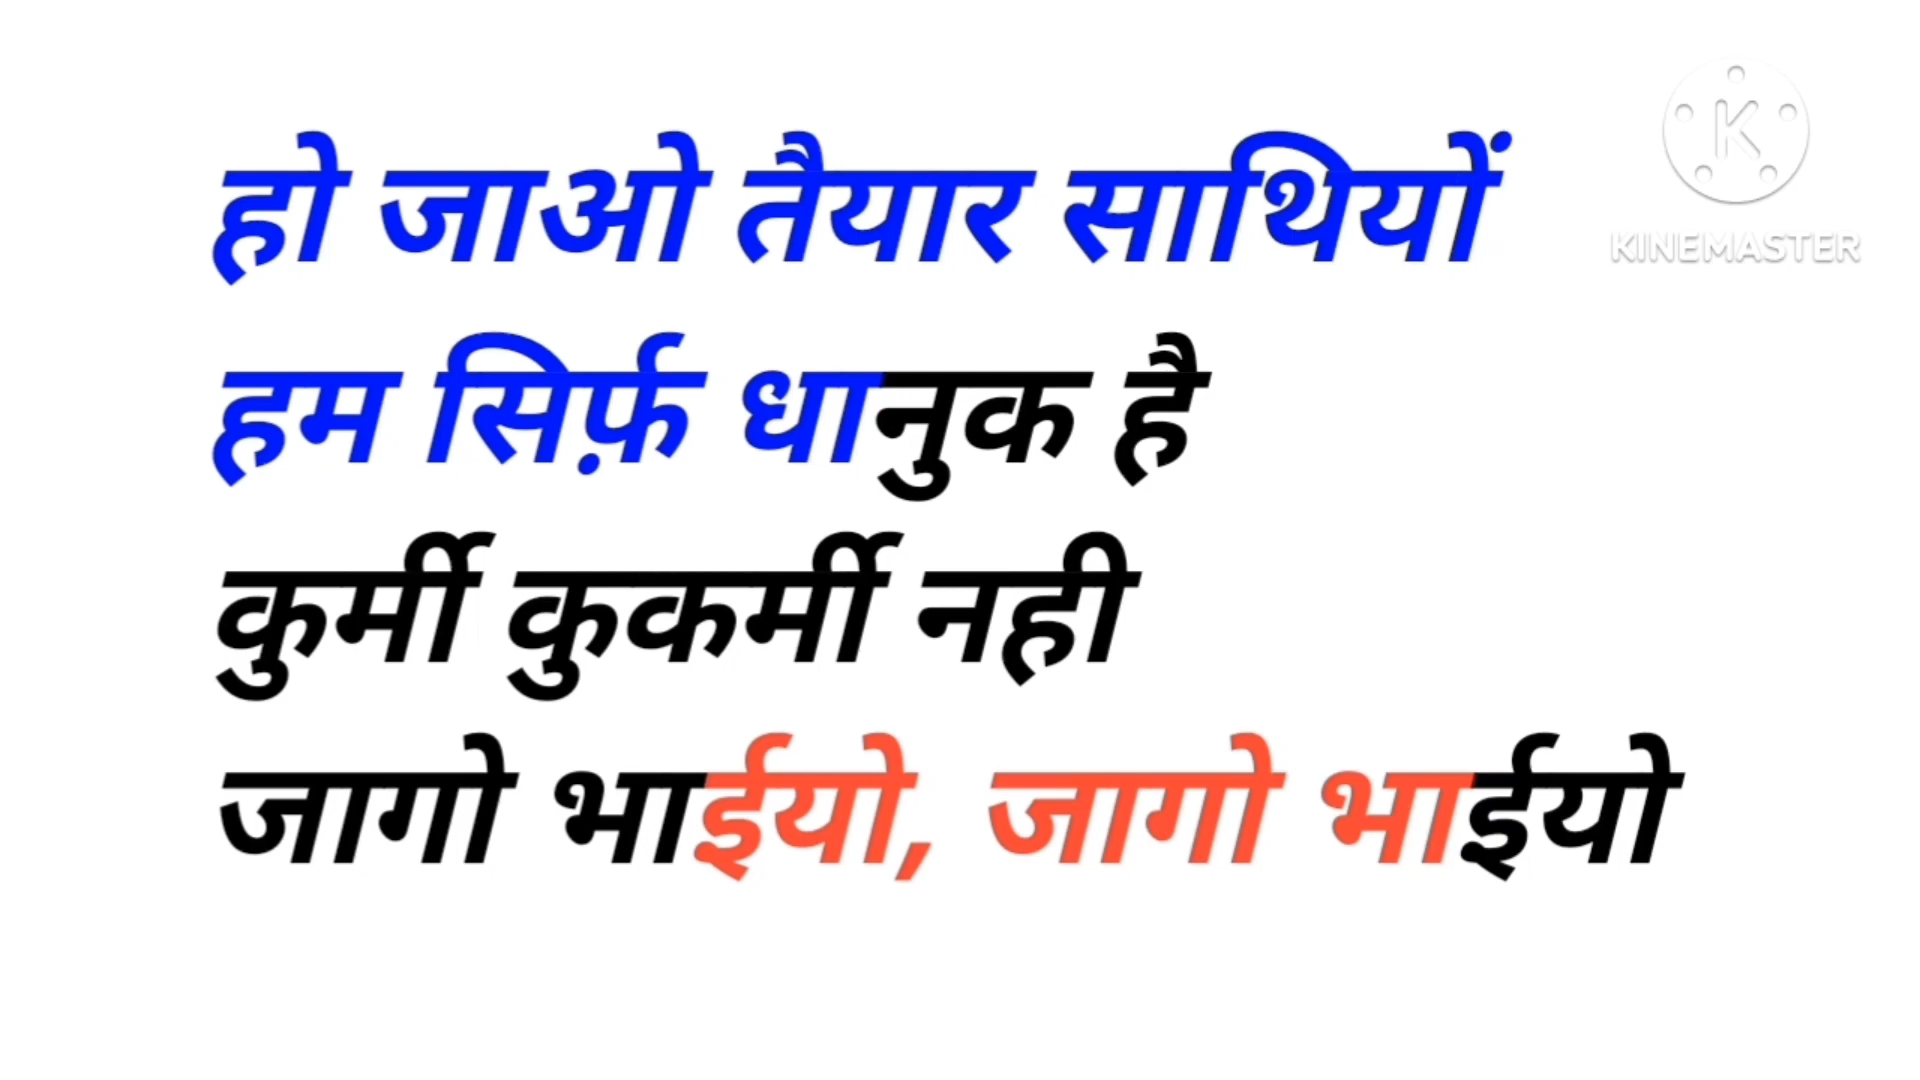 हो जाओ तैयार साथियों
हम सिर्फ़ धानुक है
कुर्मी कुकर्मी नही
जागो भाईयो, जागो भाईयो
K
KINEMASTER